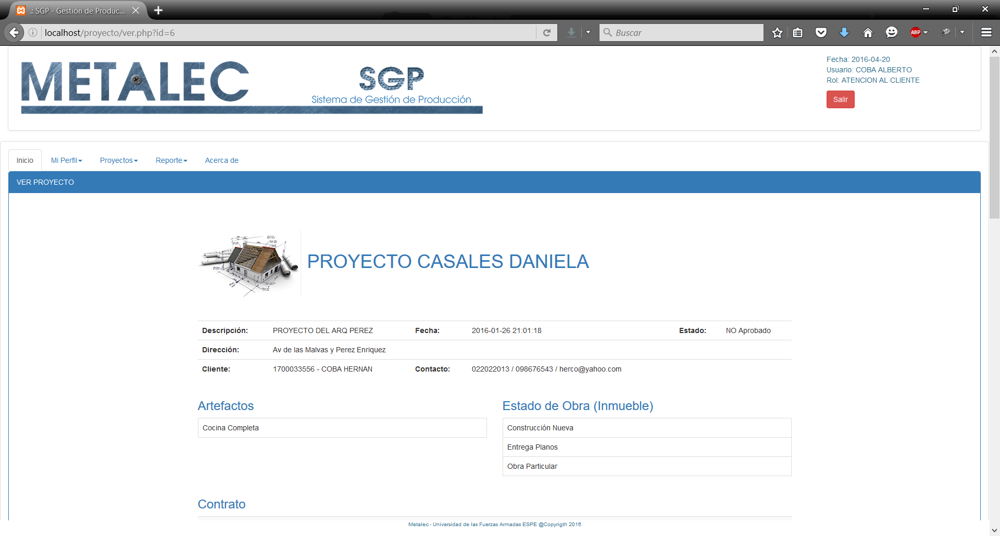 .: SGP - Gestión de Produc...
localhost/proyecto/ver.php?id=6
Buscar
ABP
METALEC
SGP
Sistema de Gestión de Producción
Fecha: 2016-04-20
Usuario: COBA ALBERTO
Rol: ATENCION AL CLIENTE
Salir
Inicio
Mi Perfil
Proyectos
Reporte
Acerca de
VER PROYECTO
PROYECTO CASALES DANIELA
Descripción: PROYECTO DEL ARQ PEREZ Fecha: 2016-01-26 21:01:18 Estado: NO Aprobado
Dirección: Av de las Malvas y Perez Enriquez
Cliente: 1700033556 - COBA HERNAN Contacto: 022022013 / 098676543 / herco@yahoo.com
Artefactos
Cocina Completa
Estado de Obra (Inmueble)
Construcción Nueva
Entrega Planos
Obra Particular
Contrato
Metalec - Universidad de las Fuerzas Armadas ESPE @Copyrigth 2016